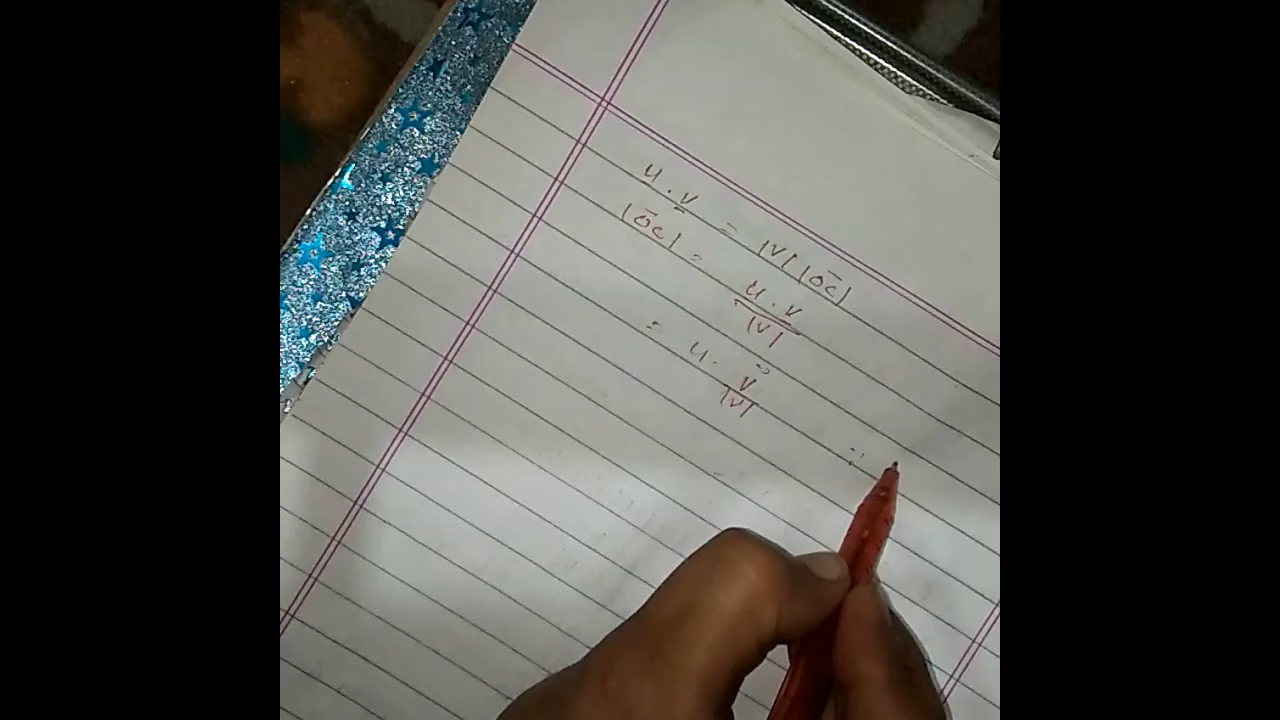 u . v = |v| |OC̄|
|OC̄| = u . v / |v|
= u . v / |v|
∵